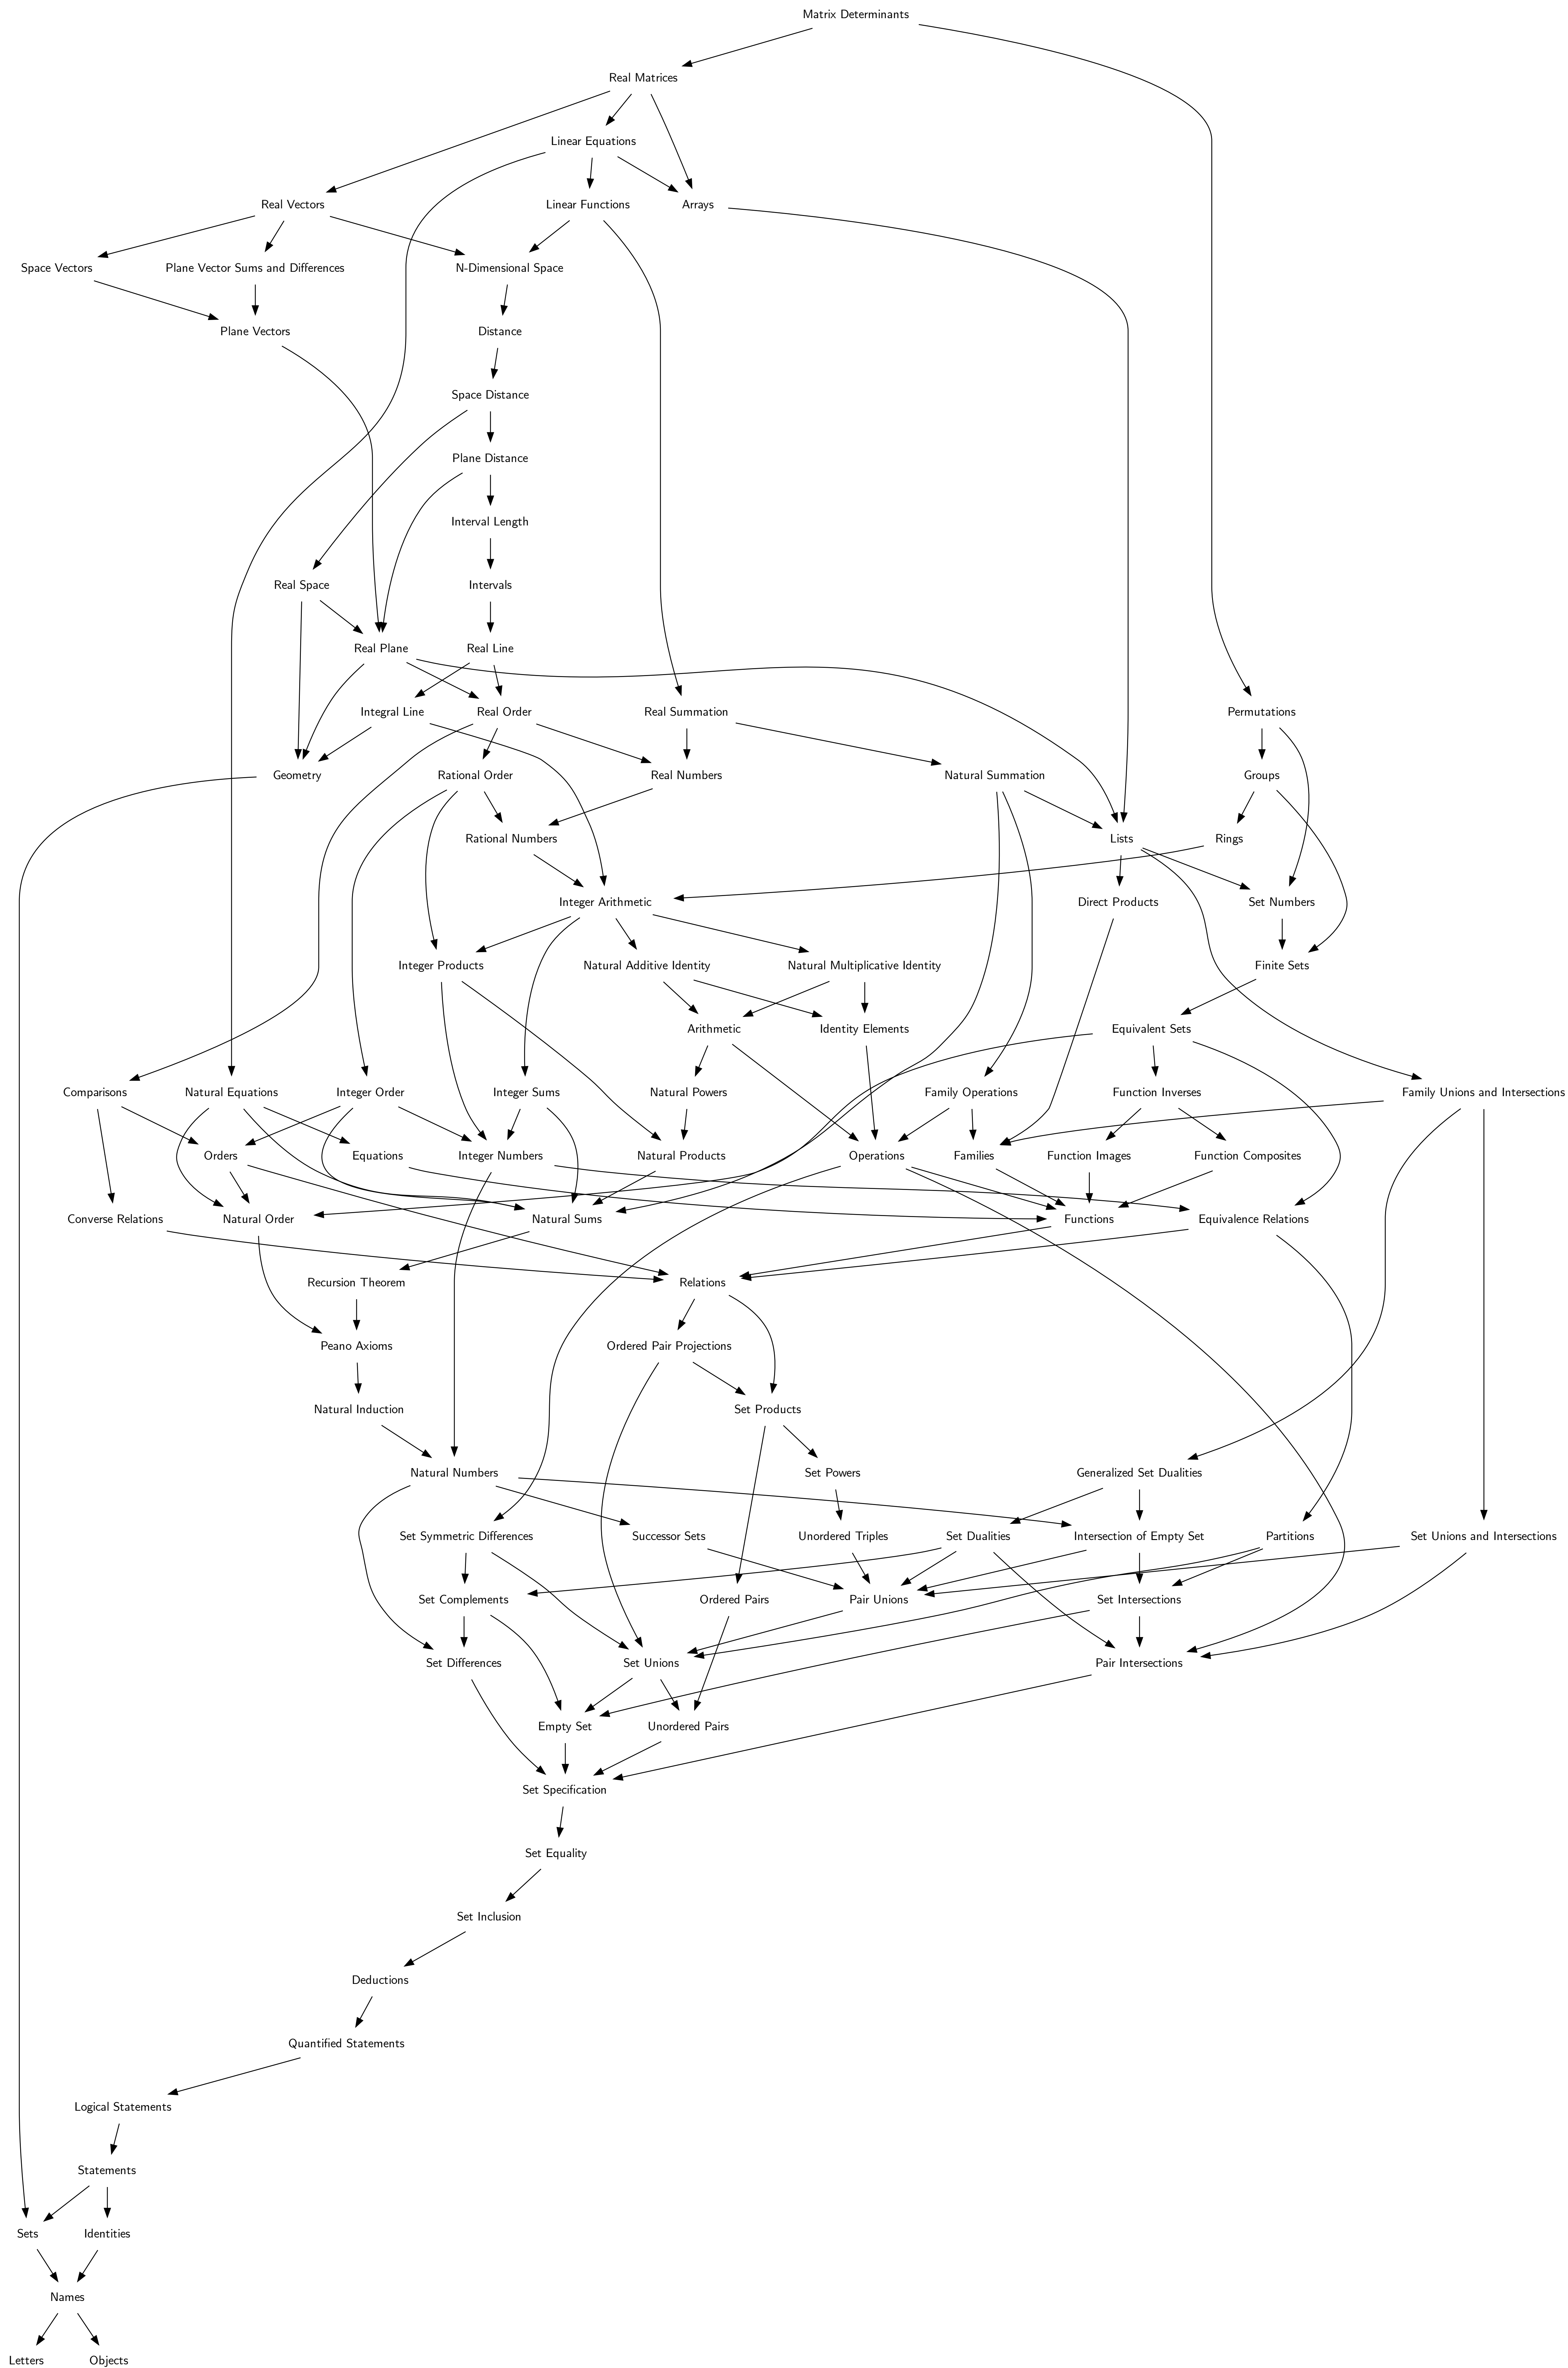 Matrix Determinants
Real Matrices
Linear Equations
Real Vectors
Linear Functions
Arrays
Space Vectors
Plane Vector Sums and Differences
N-Dimensional Space
Plane Vectors
Distance
Space Distance
Plane Distance
Interval Length
Real Space
Intervals
Real Plane
Real Line
Integral Line
Real Order
Real Summation
Permutations
Geometry
Rational Order
Real Numbers
Natural Summation
Groups
Rational Numbers
Lists
Rings
Integer Arithmetic
Direct Products
Set Numbers
Integer Products
Natural Additive Identity
Natural Multiplicative Identity
Finite Sets
Arithmetic
Identity Elements
Equivalent Sets
Comparisons
Natural Equations
Integer Order
Integer Sums
Natural Powers
Family Operations
Function Inverses
Family Unions and Intersections
Orders
Equations
Integer Numbers
Natural Products
Operations
Families
Function Images
Function Composites
Converse Relations
Natural Order
Natural Sums
Functions
Equivalence Relations
Recursion Theorem
Relations
Peano Axioms
Ordered Pair Projections
Natural Induction
Set Products
Natural Numbers
Set Powers
Generalized Set Dualities
Set Symmetric Differences
Successor Sets
Unordered Triples
Set Dualities
Intersection of Empty Set
Partitions
Set Unions and Intersections
Set Complements
Ordered Pairs
Pair Unions
Set Intersections
Set Differences
Set Unions
Pair Intersections
Empty Set
Unordered Pairs
Set Specification
Set Equality
Set Inclusion
Deductions
Quantified Statements
Logical Statements
Statements
Sets
Identities
Names
Letters
Objects